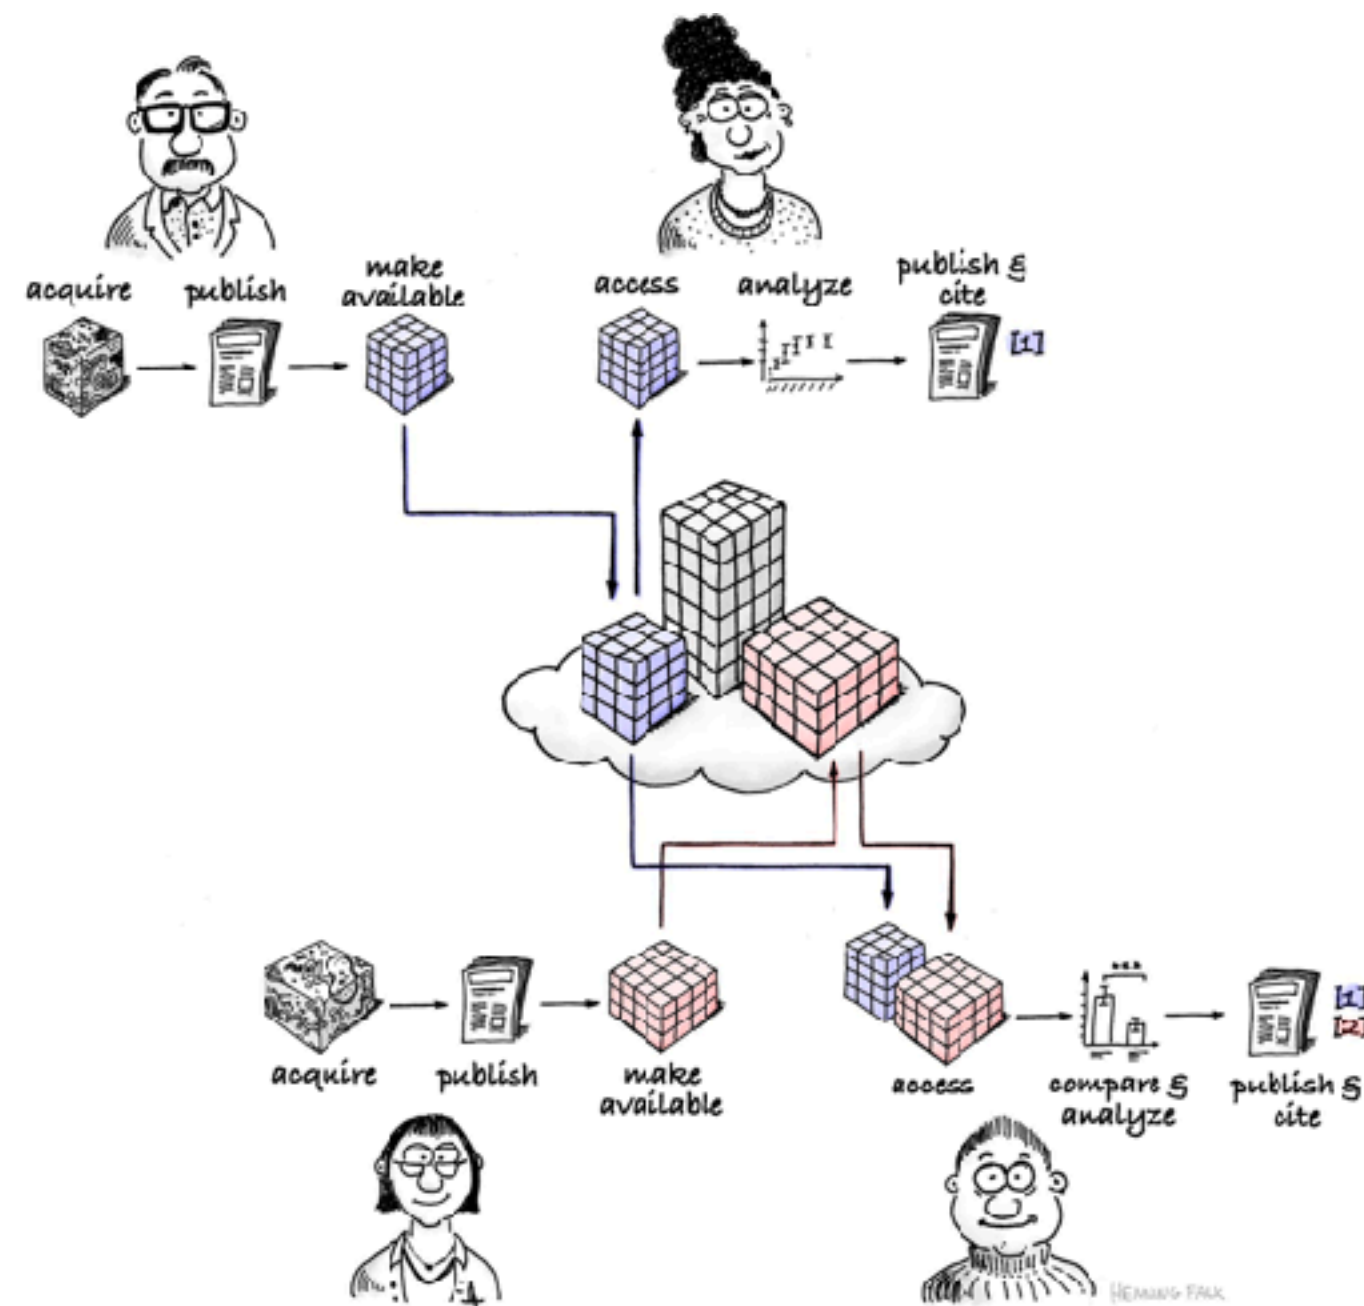 acquire
publish
make
available
access
analyze
publish &
cite
[1]
acquire
publish
make
available
access
compare &
analyze
publish &
cite
[1]
[2]
HENNING FALK